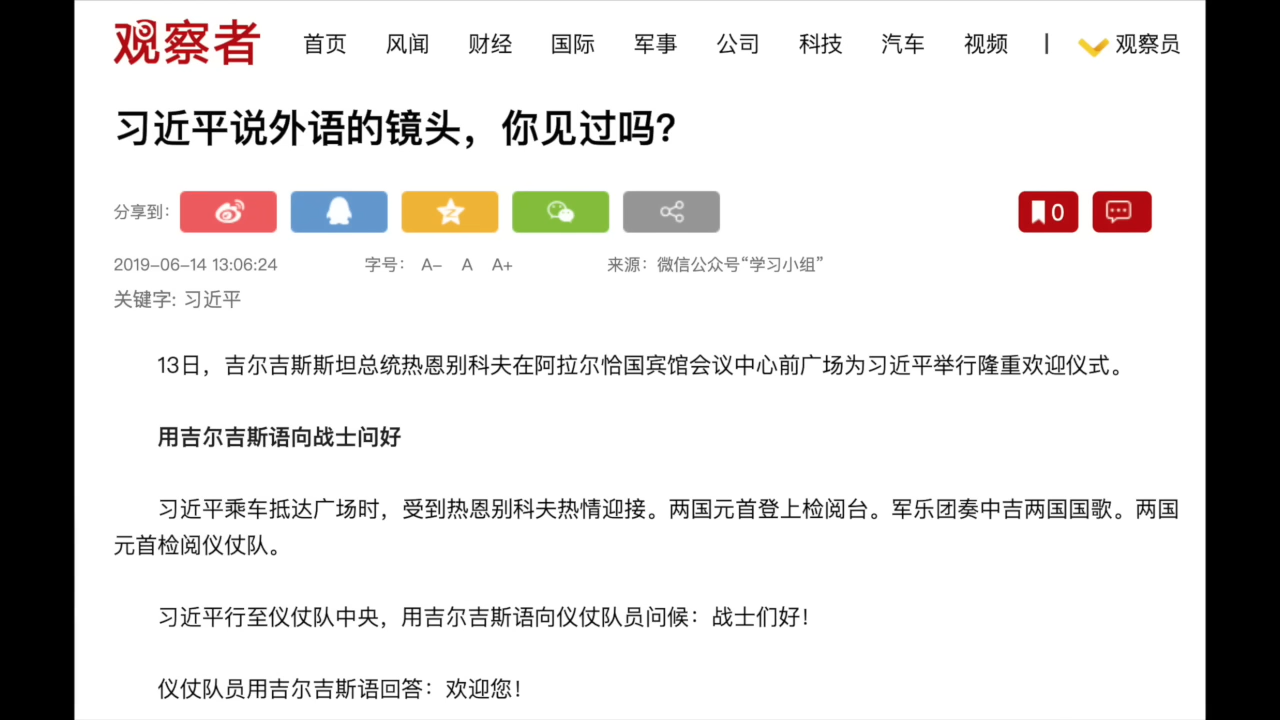 观察者 首页 风闻 财经 国际 军事 公司 科技 汽车 视频 | 观察员
习近平说外语的镜头，你见过吗?
分享到: 0
2019-06-14 13:06:24 字号： A- A A+ 来源：微信公众号“学习小组”
关键字: 习近平
13日，吉尔吉斯斯坦总统热恩别科夫在阿拉尔恰国宾馆会议中心前广场为习近平举行隆重欢迎仪式。
用吉尔吉斯语向战士问好
习近平乘车抵达广场时，受到热恩别科夫热情迎接。两国元首登上检阅台。军乐团奏中吉两国国歌。两国
元首检阅仪仗队。
习近平行至仪仗队中央，用吉尔吉斯语向仪仗队员问候：战士们好！
仪仗队员用吉尔吉斯语回答：欢迎您！